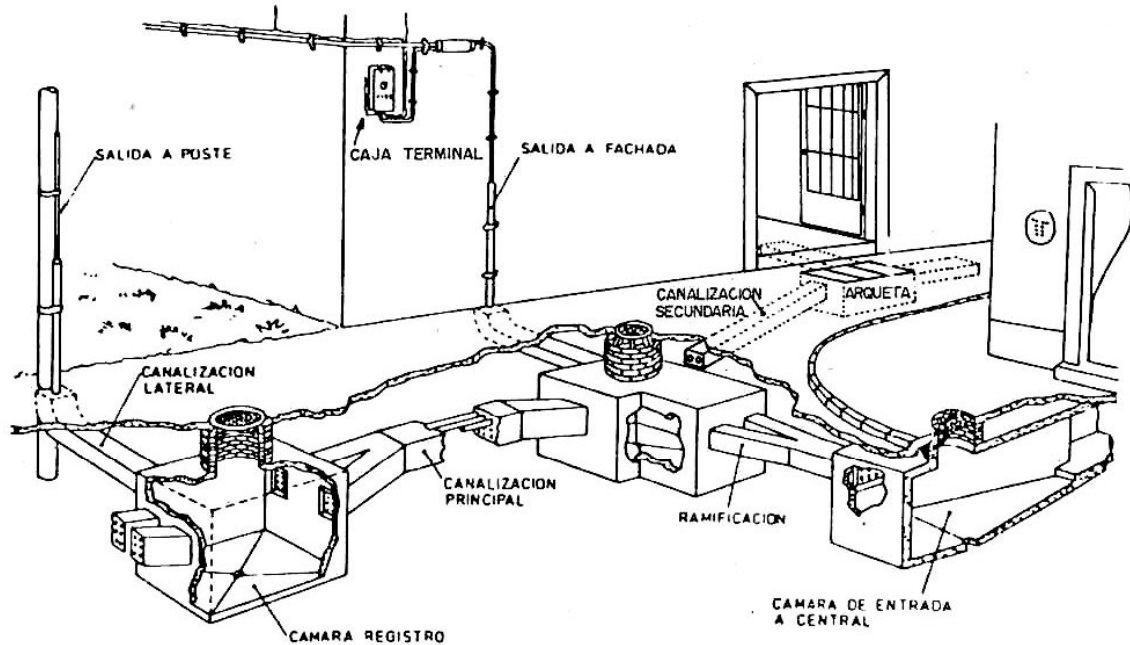 SALIDA A POSTE
CAJA TERMINAL
SALIDA A FACHADA
CANALIZACION
SECUNDARIA
ARQUETA
T
CANALIZACION
LATERAL
CANALIZACION
PRINCIPAL
RAMIFICACION
CAMARA REGISTRO
CAMARA DE ENTRADA
A CENTRAL